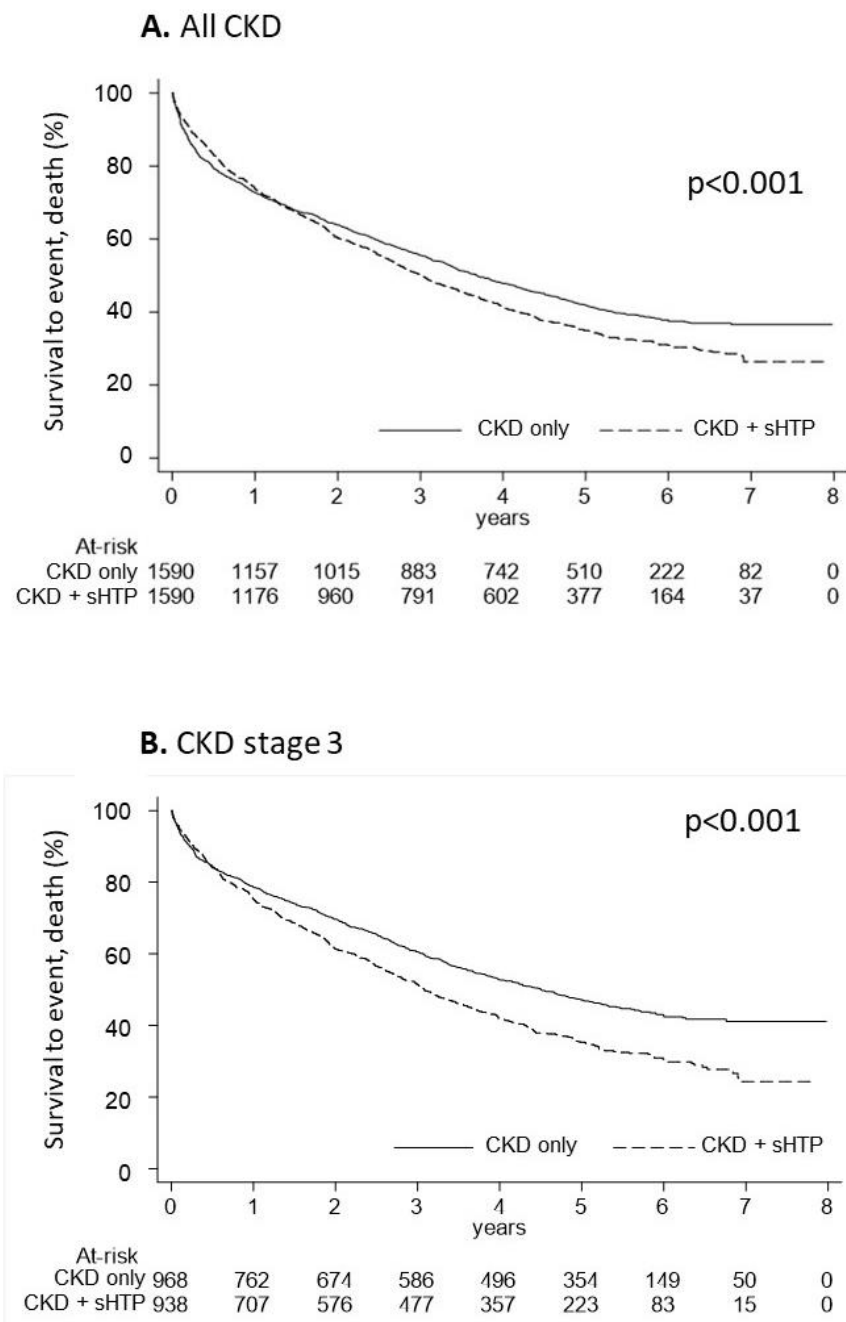 A. All CKD
Survival to event, death (%)
100
80
60
40
20
0
p<0.001
CKD only CKD + sHTP
0 1 2 3 4 5 6 7 8
years
At-risk
CKD only 1590 1157 1015 883 742 510 222 82 0
CKD + sHTP 1590 1176 960 791 602 377 164 37 0
B. CKD stage 3
Survival to event, death (%)
100
80
60
40
20
0
p<0.001
CKD only CKD + sHTP
0 1 2 3 4 5 6 7 8
years
At-risk
CKD only 968 762 674 586 496 354 149 50 0
CKD + sHTP 938 707 576 477 357 223 83 15 0